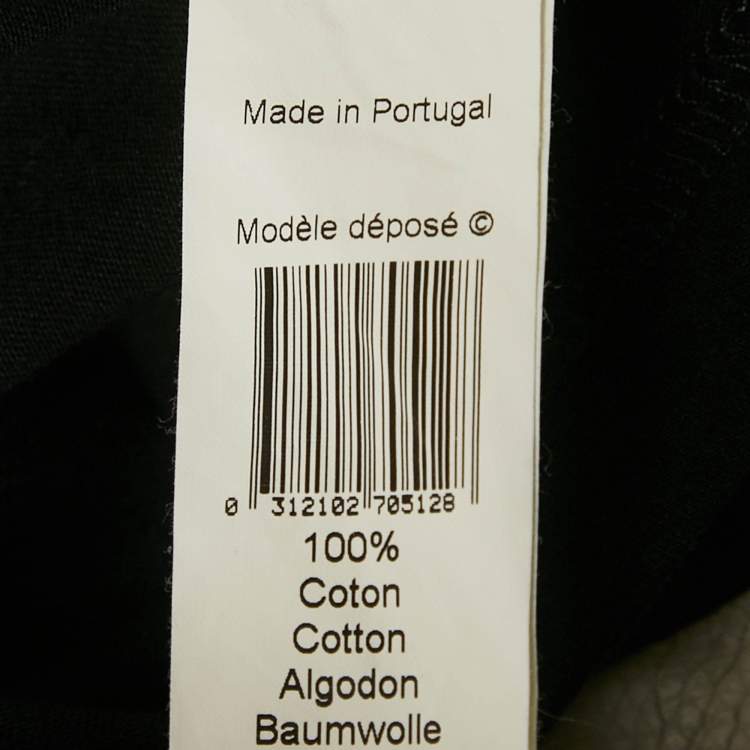 Made in Portugal
Modèle déposé ©
0 312102 705128
100%
Coton
Cotton
Algodon
Baumwolle